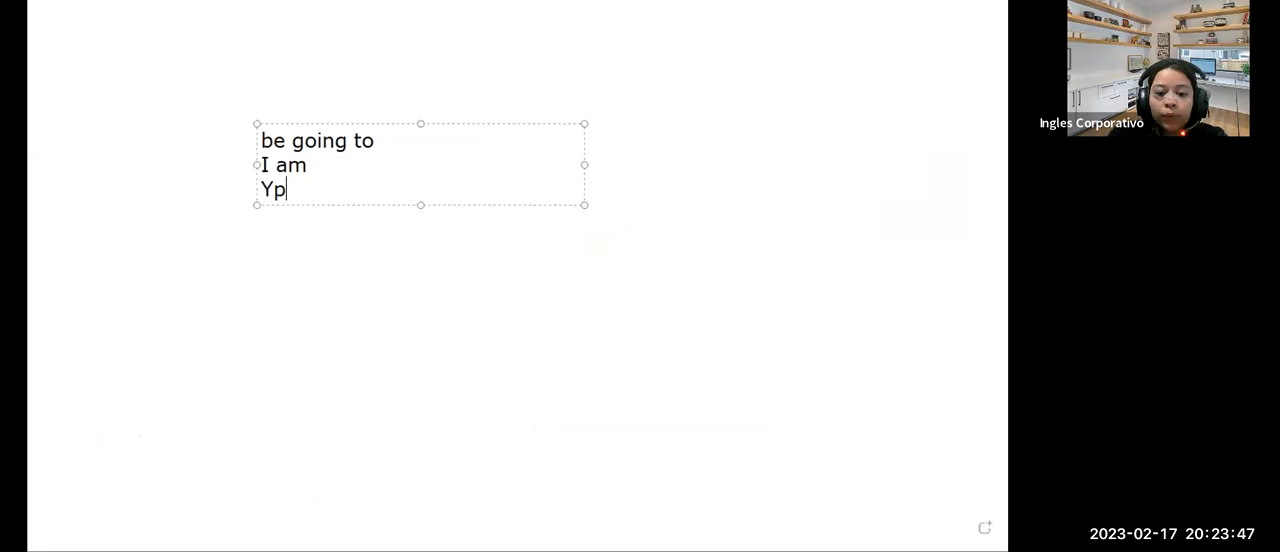 be going to
I am
Yp
Ingles Corporativo
2023-02-17 20:23:47